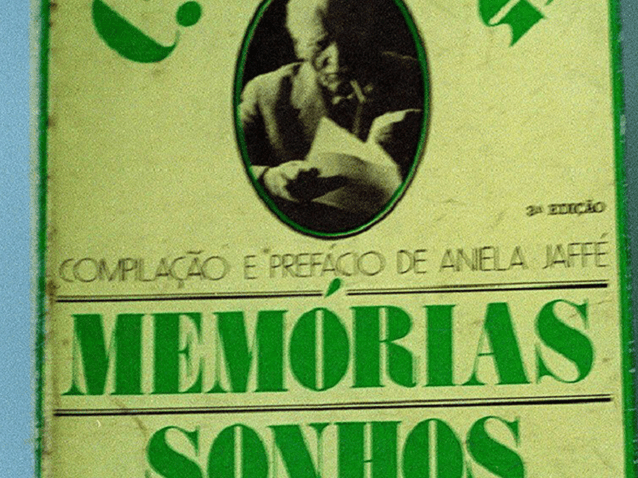 3ª EDIÇÃO
COMPILAÇÃO E PREFÁCIO DE ANIELA JAFFÉ
MEMÓRIAS
SONHOS